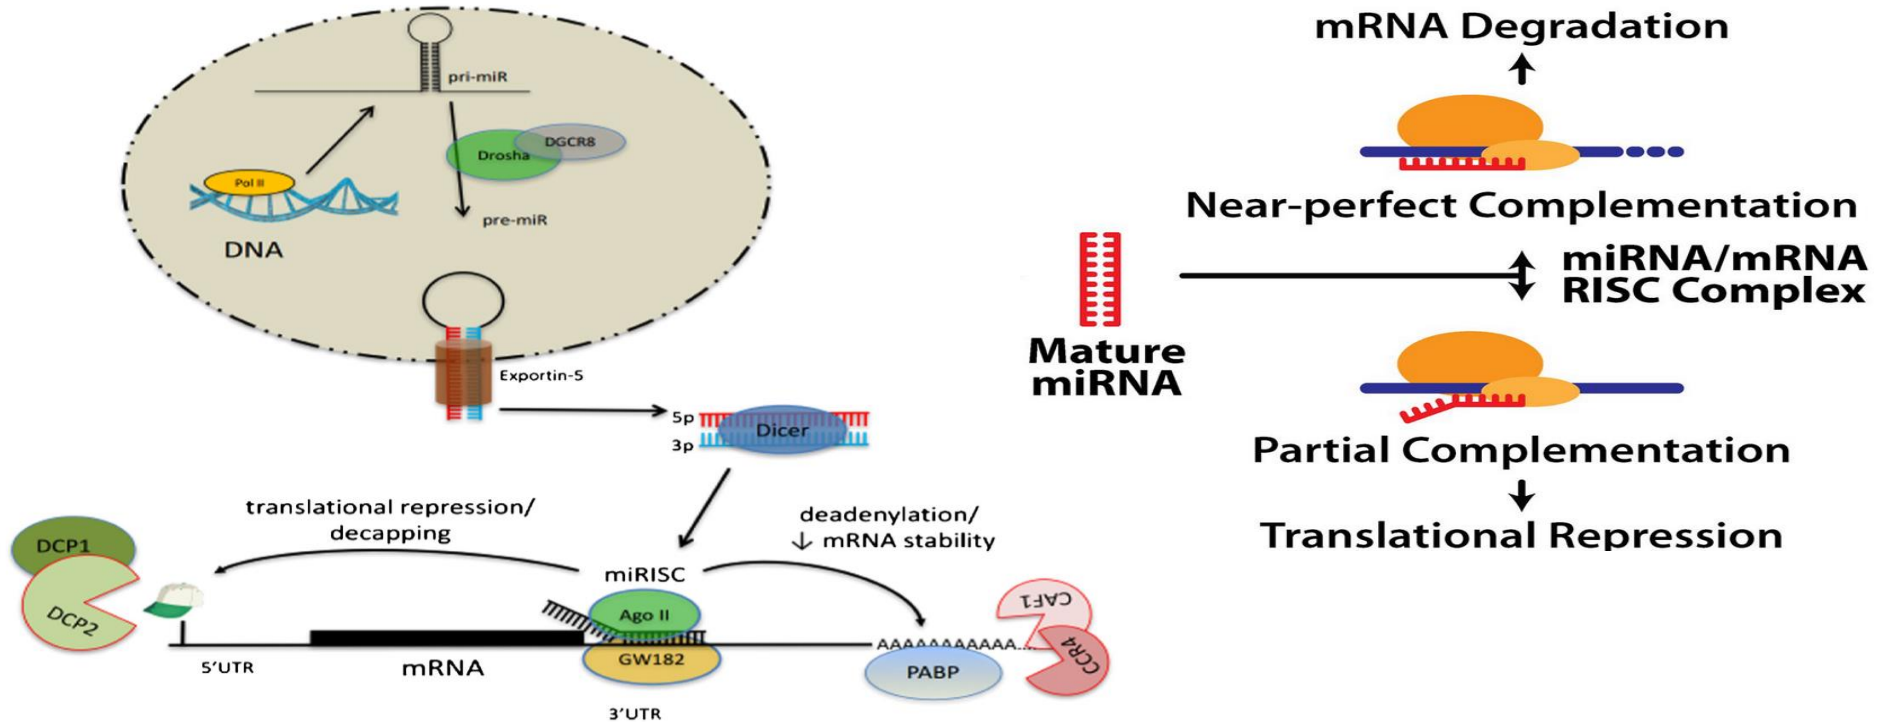 pri-miR
DGCR8
Drosha
Pol II
pre-miR
DNA
Exportin-5
5p
3p
Dicer
translational repression/
decapping
deadenylation/
↓ mRNA stability
DCP1
DCP2
miRISC
Ago II
GW182
CAF1
CCR4
AAAAAAAAAAA...
PABP
5'UTR
mRNA
3'UTR
mRNA Degradation
Near-perfect Complementation
miRNA/mRNA
RISC Complex
Mature
miRNA
Partial Complementation
Translational Repression